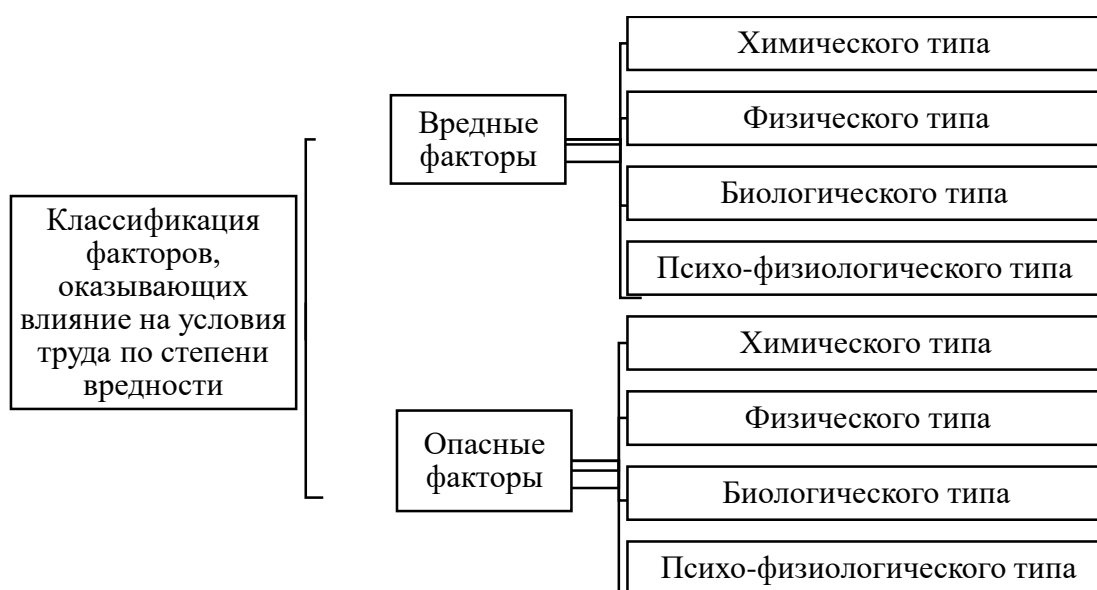 Классификация
факторов,
оказывающих
влияние на условия
труда по степени
вредности
Вредные
факторы
Химического типа
Физического типа
Биологического типа
Психо-физиологического типа
Опасные
факторы
Химического типа
Физического типа
Биологического типа
Психо-физиологического типа